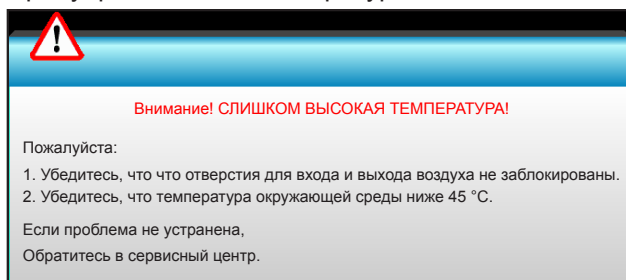 Внимание! СЛИШКОМ ВЫСОКАЯ ТЕМПЕРАТУРА!
Пожалуйста:
1. Убедитесь, что что отверстия для входа и выхода воздуха не заблокированы.
2. Убедитесь, что температура окружающей среды ниже 45 °C.
Если проблема не устранена,
Обратитесь в сервисный центр.